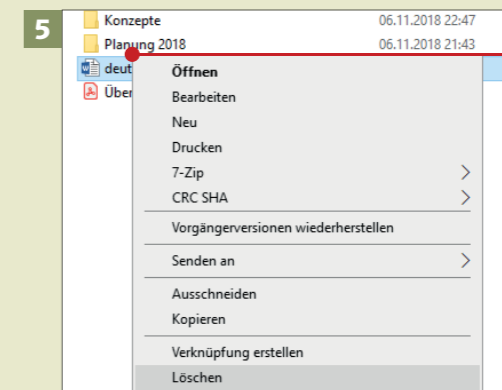 5
Konzepte 06.11.2018 22:47
Planung 2018 06.11.2018 21:43
deut
Über
Öffnen
Bearbeiten
Neu
Drucken
7-Zip
CRC SHA
Vorgängerversionen wiederherstellen
Senden an
Ausschneiden
Kopieren
Verknüpfung erstellen
Löschen